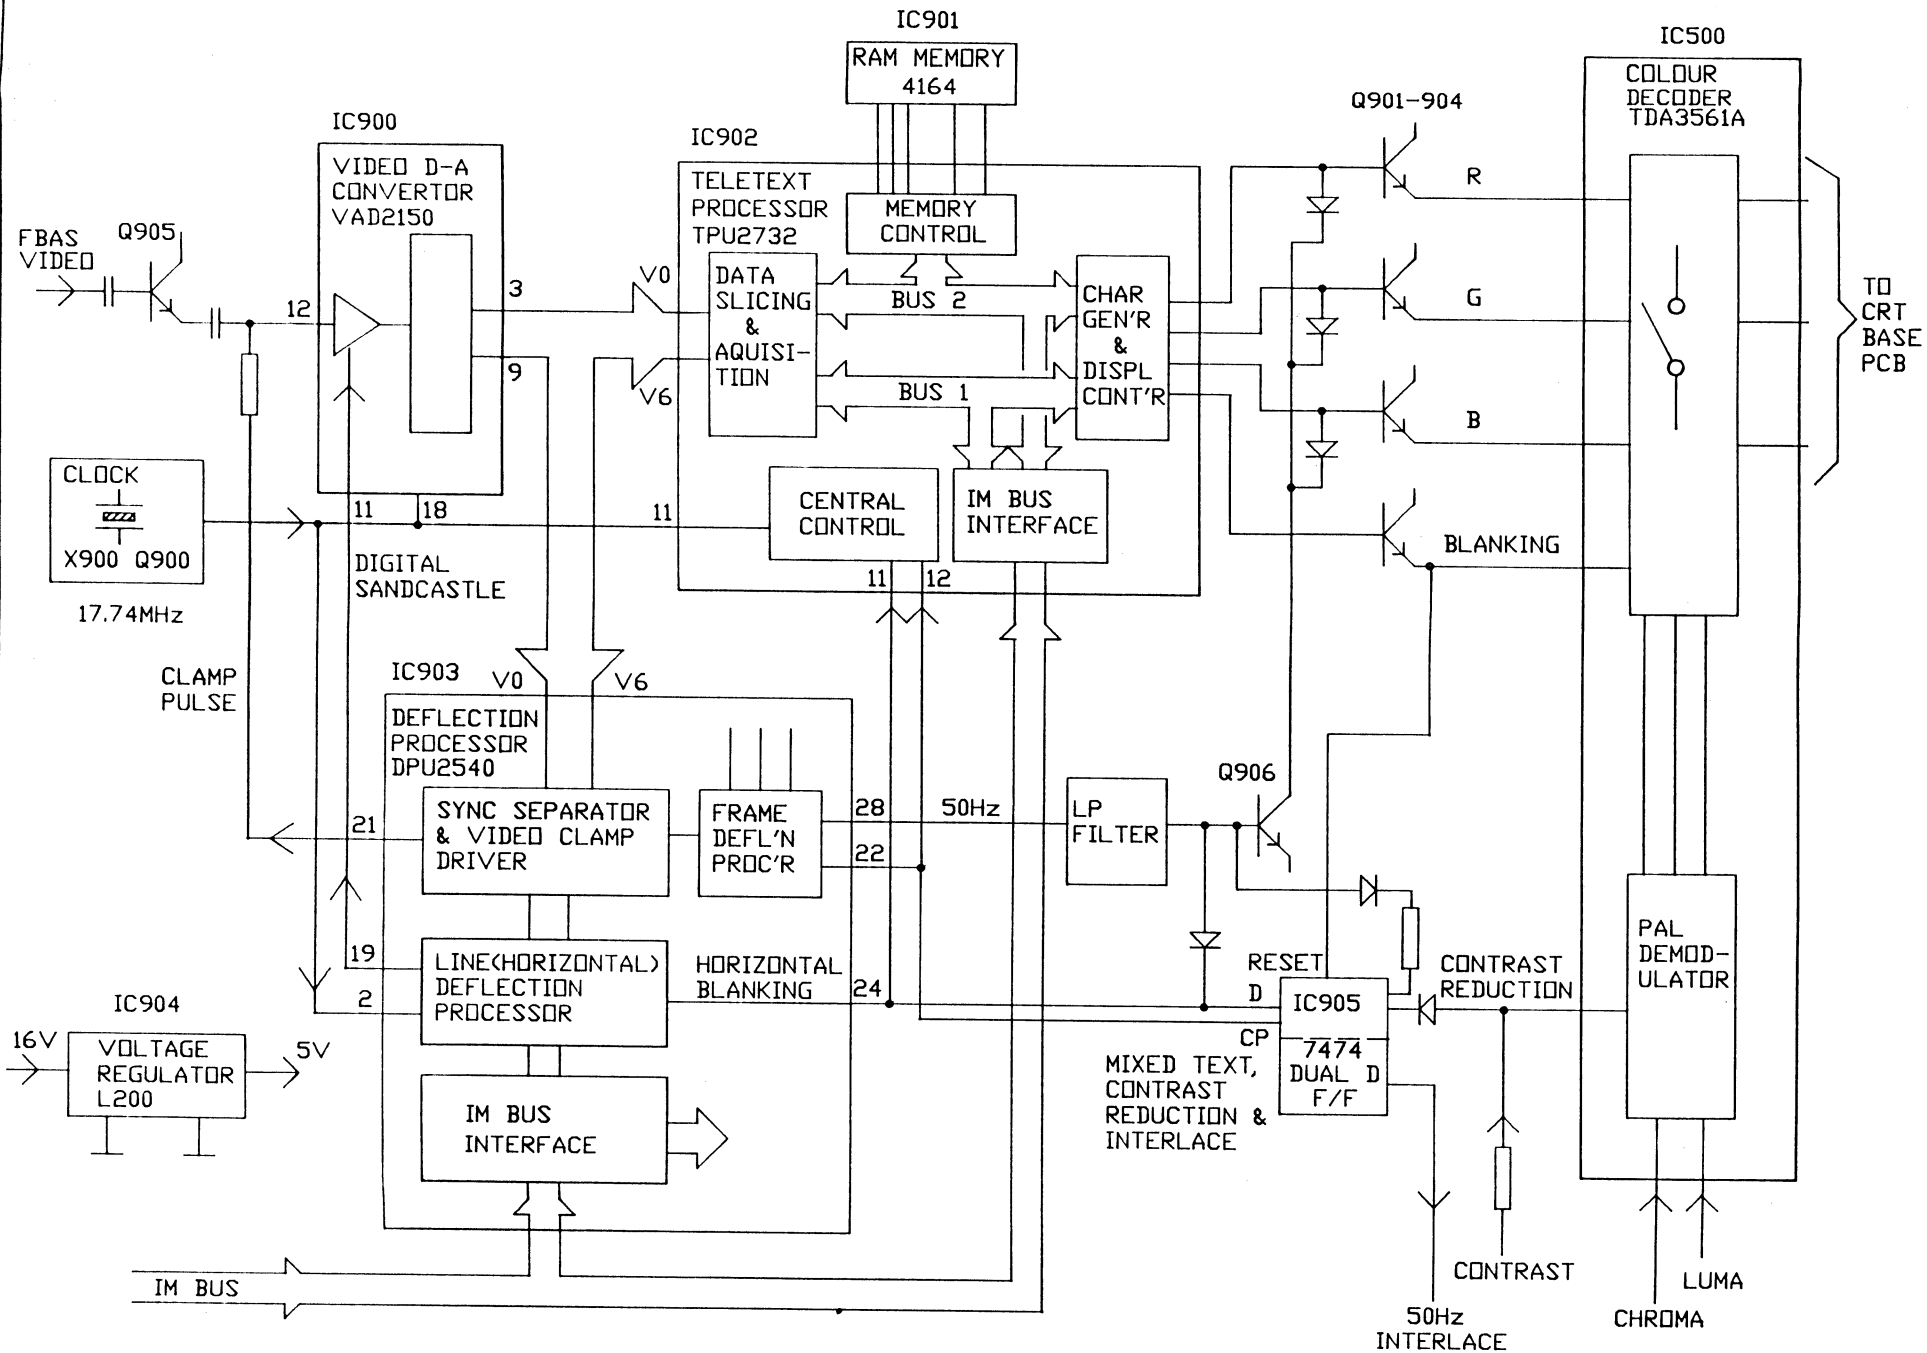 IC901
RAM MEMORY
4164
IC500
COLOUR
DECODER
TDA3561A
Q901-904
IC900
VIDEO D-A
CONVERTOR
VAD2150
IC902
TELETEXT
PROCESSOR
TPU2732
MEMORY
CONTROL
FBAS
VIDEO
Q905
12
3
9
V0
V6
DATA
SLICING
&
AQUISI-
TION
BUS 2
BUS 1
CHAR
GEN'R
&
DISPL
CONT'R
R
G
B
BLANKING
TO
CRT
BASE
PCB
CLOCK
X900 Q900
17.74MHz
11
18
11
CENTRAL
CONTROL
IM BUS
INTERFACE
11
12
DIGITAL
SANDCASTLE
CLAMP
PULSE
IC903
V0
V6
DEFLECTION
PROCESSOR
DPU2540
SYNC SEPARATOR
& VIDEO CLAMP
DRIVER
21
FRAME
DEFL'N
PROC'R
28
22
50Hz
LP
FILTER
Q906
19
2
LINE(HORIZONTAL)
DEFLECTION
PROCESSOR
HORIZONTAL
BLANKING
24
RESET
D
CP
IC905
7474
DUAL D
F/F
CONTRAST
REDUCTION
PAL
DEMOD-
ULATOR
MIXED TEXT,
CONTRAST
REDUCTION &
INTERLACE
IC904
16V
VOLTAGE
REGULATOR
L200
5V
IM BUS
INTERFACE
IM BUS
CONTRAST
50Hz
INTERLACE
CHROMA
LUMA